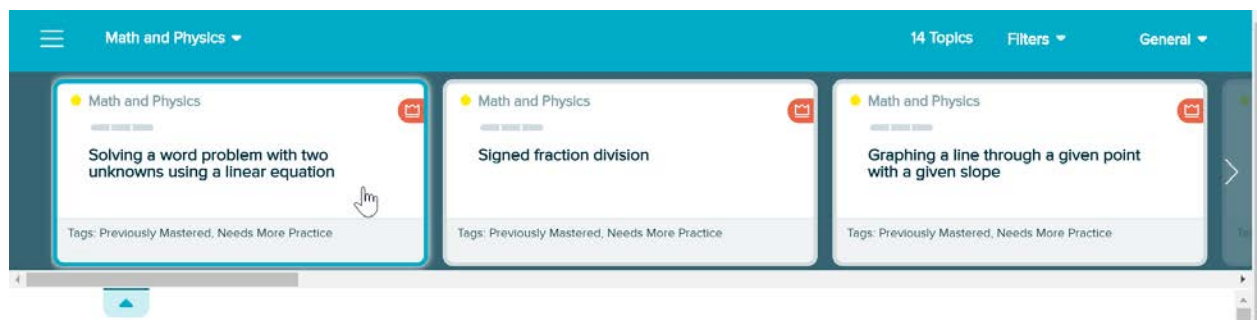 Math and Physics
14 Topics
Filters
General
Math and Physics
Solving a word problem with two
unknowns using a linear equation
Tags: Previously Mastered, Needs More Practice
Math and Physics
Signed fraction division
Tags: Previously Mastered, Needs More Practice
Math and Physics
Graphing a line through a given point
with a given slope
Tags: Previously Mastered, Needs More Practice